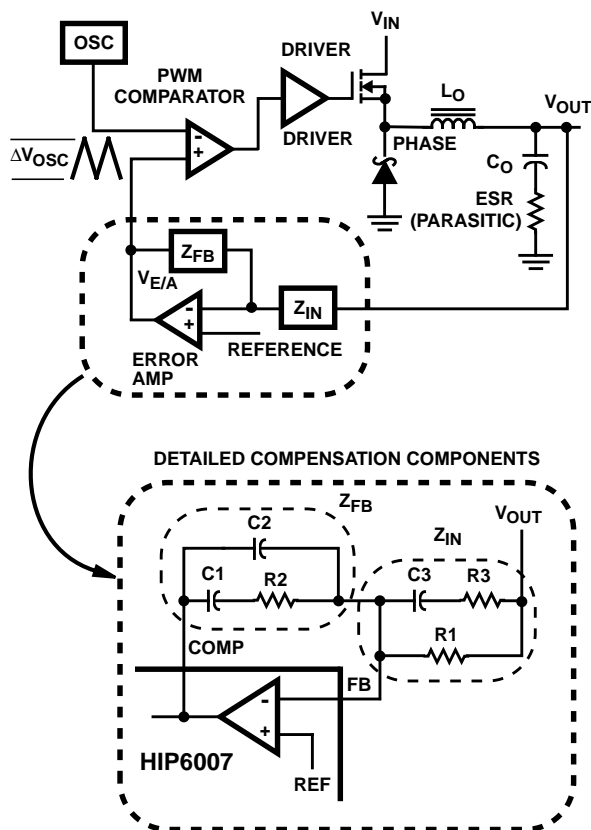 V_IN
OSC
DRIVER
PWM
COMPARATOR
L_O
V_OUT
-
+
DRIVER
ΔV_OSC
PHASE
C_O
ESR
(PARASITIC)
Z_FB
V_E/A
-
+
Z_IN
REFERENCE
ERROR
AMP
DETAILED COMPENSATION COMPONENTS
Z_FB
V_OUT
C2
Z_IN
C1
R2
C3
R3
COMP
R1
FB
-
+
HIP6007
REF